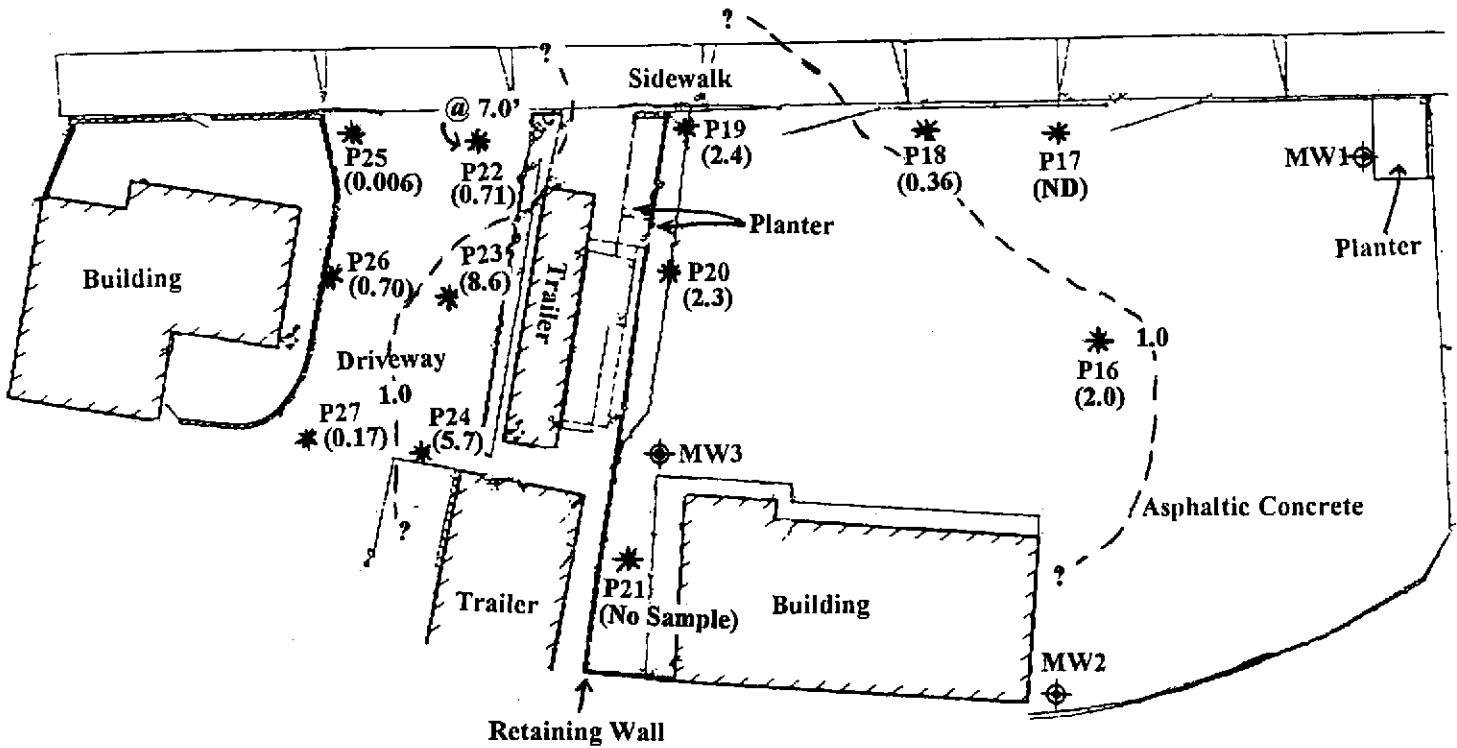 ?
?
Sidewalk
@ 7.0'
P25
(0.006)
P22
(0.71)
P19
(2.4)
P18
(0.36)
P17
(ND)
MW1
Planter
Planter
Building
P26
(0.70)
P23
(8.6)
Trailer
P20
(2.3)
1.0
P16
(2.0)
Driveway
1.0
P27
(0.17)
P24
(5.7)
MW3
?
Asphaltic Concrete
?
P21
(No Sample)
Trailer
Building
MW2
Retaining Wall